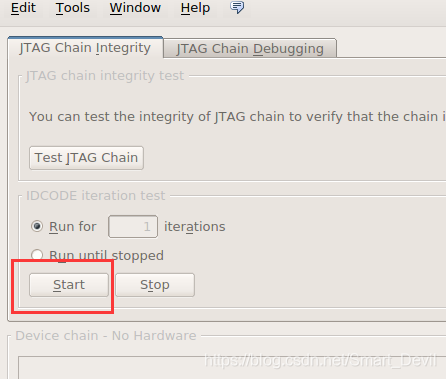 Edit Tools Window Help
JTAG Chain Integrity JTAG Chain Debugging
JTAG chain integrity test
You can test the integrity of JTAG chain to verify that the chain i
Test JTAG Chain
IDCODE iteration test
Run for 1 iterations
Run until stopped
Start Stop
Device chain - No Hardware
https://blog.csdn.net/Smart_Devil